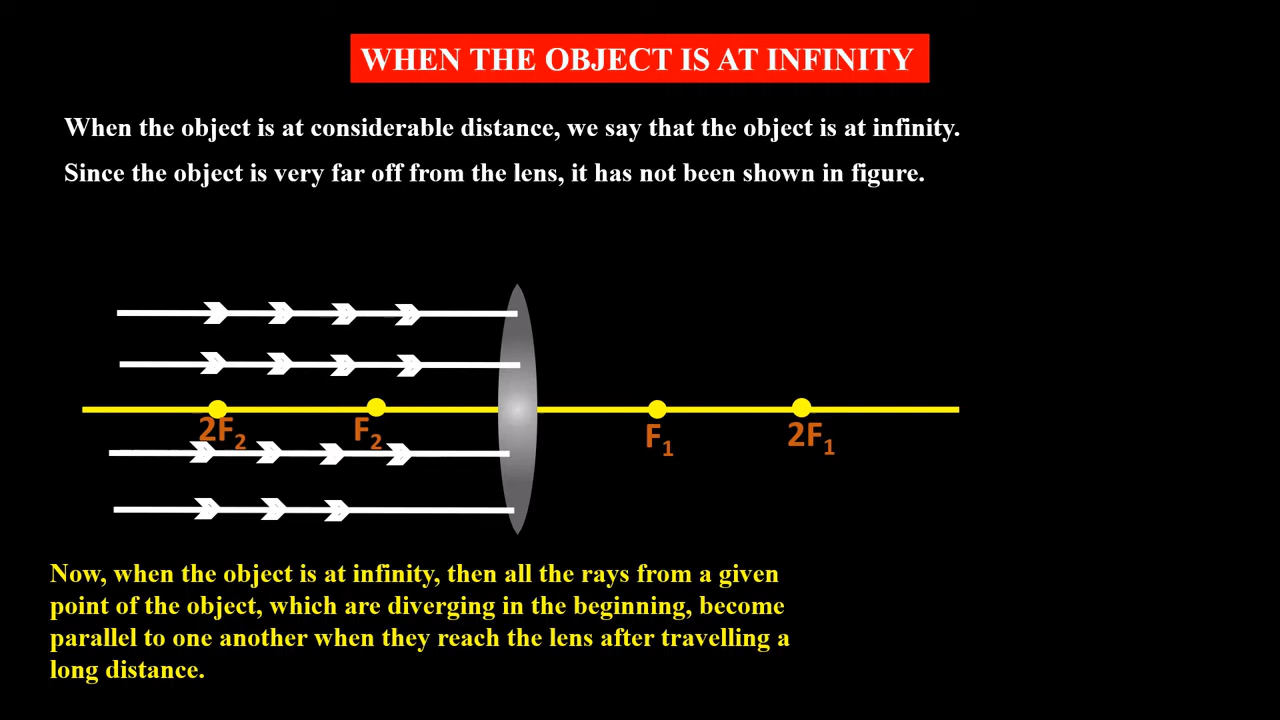 WHEN THE OBJECT IS AT INFINITY
When the object is at considerable distance, we say that the object is at infinity.
Since the object is very far off from the lens, it has not been shown in figure.
2F₂ F₂ F₁ 2F₁
Now, when the object is at infinity, then all the rays from a given
point of the object, which are diverging in the beginning, become
parallel to one another when they reach the lens after travelling a
long distance.